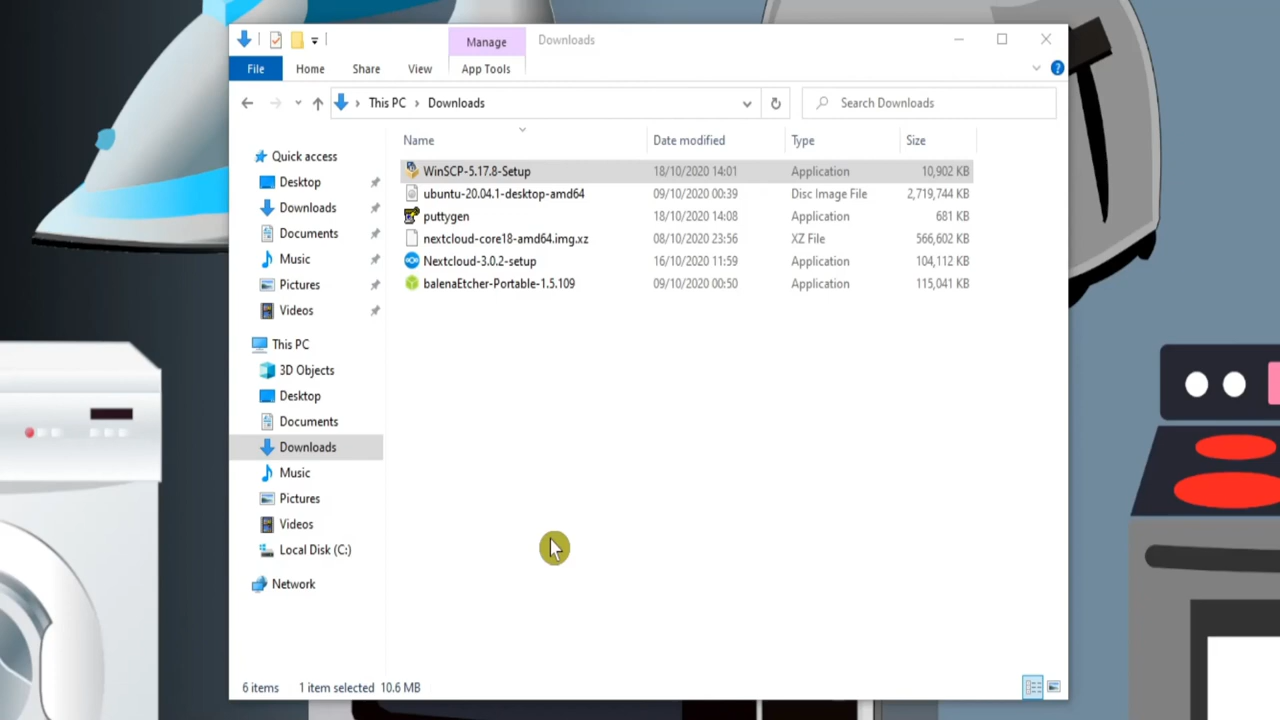 Manage Downloads
File Home Share View App Tools
This PC Downloads Search Downloads
Name Date modified Type Size
WinSCP-5.17.8-Setup 18/10/2020 14:01 Application 10,902 KB
ubuntu-20.04.1-desktop-amd64 09/10/2020 00:39 Disc Image File 2,719,744 KB
puttygen 18/10/2020 14:08 Application 681 KB
nextcloud-core18-amd64.img.xz 08/10/2020 23:56 XZ File 566,602 KB
Nextcloud-3.0.2-setup 16/10/2020 11:59 Application 104,112 KB
balenaEtcher-Portable-1.5.109 09/10/2020 00:50 Application 115,041 KB
Quick access
Desktop
Downloads
Documents
Music
Pictures
Videos
This PC
3D Objects
Desktop
Documents
Downloads
Music
Pictures
Videos
Local Disk (C:)
Network
6 items 1 item selected 10.6 MB